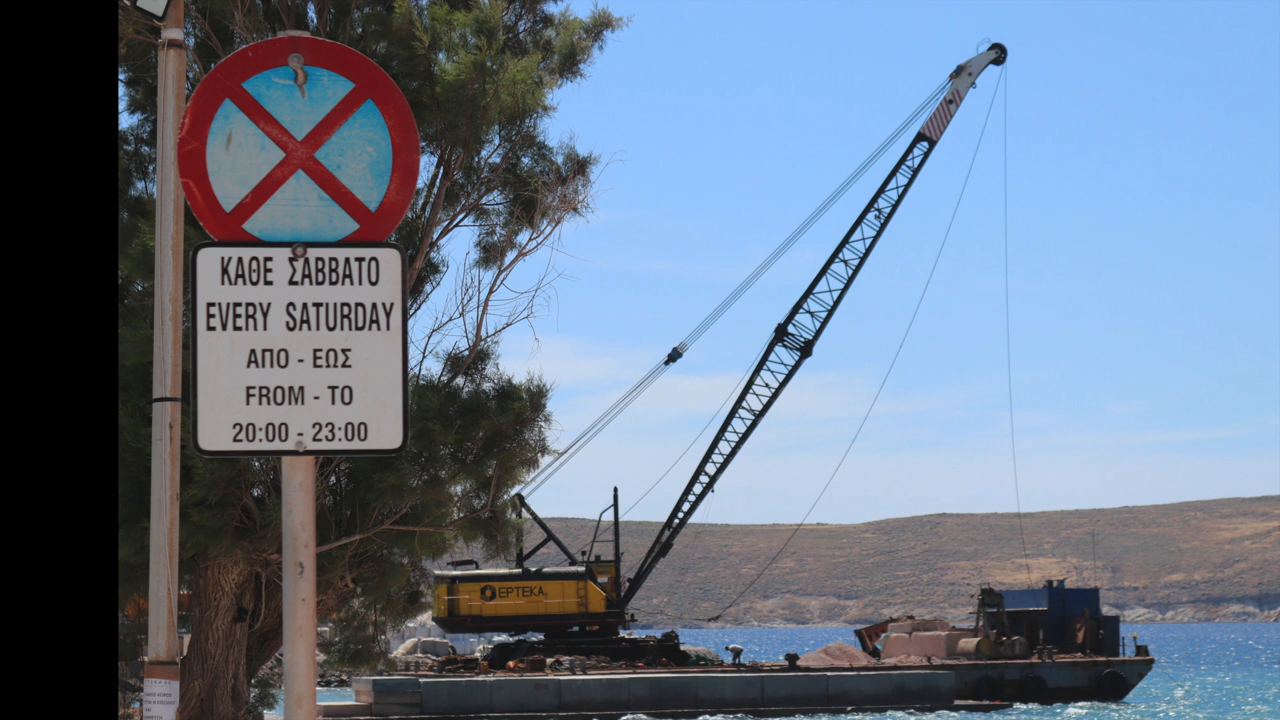 ΚΑΘΕ ΣΑΒΒΑΤΟ
EVERY SATURDAY
ΑΠΟ - ΕΩΣ
FROM - TO
20:00 - 23:00
ΕΡΤΕΚΑ